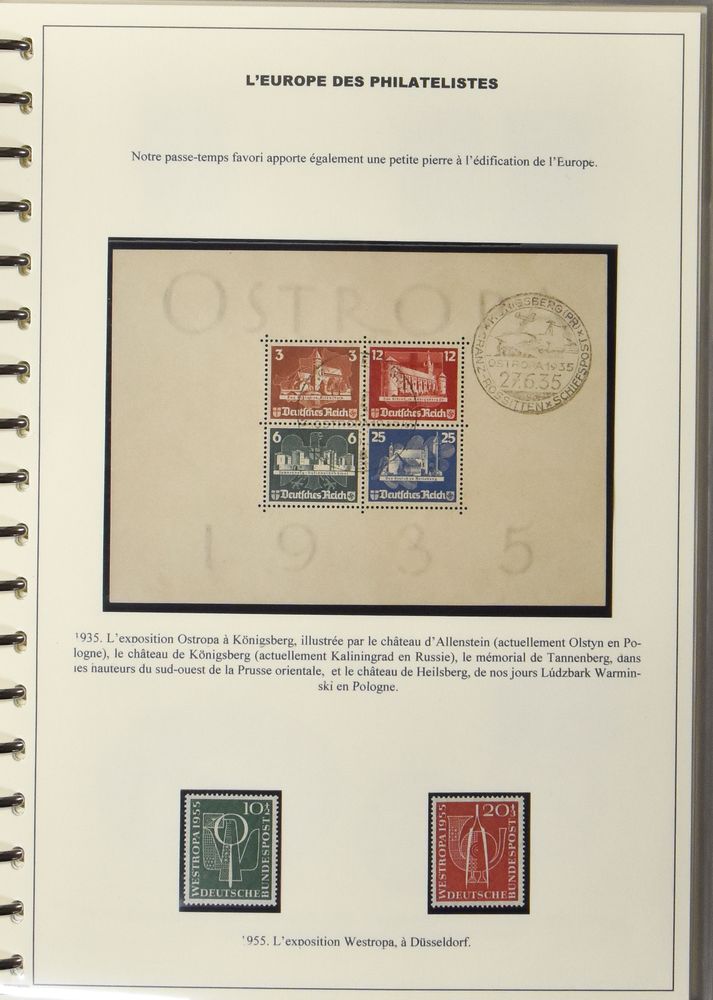 L'EUROPE DES PHILATELISTES
Notre passe-temps favori apporte également une petite pierre à l'édification de l'Europe.
OSTROPA
KÖNIGSBERG(PR)
CRANZ-ROSSITTEN × SCHIFFSPOST
OSTROPA 1935
27.6.35
3 3
Deutsches Reich
12 12
Deutsches Reich
6 6
Deutsches Reich
25 25
Deutsches Reich
1935
1935. L'exposition Ostropa à Königsberg, illustrée par le château d'Allenstein (actuellement Olstyn en Po-
logne), le château de Königsberg (actuellement Kaliningrad en Russie), le mémorial de Tannenberg, dans
les hauteurs du sud-ouest de la Prusse orientale, et le château de Heilsberg, de nos jours Lúdzbark Warmin-
ski en Pologne.
WESTROPA 1955
10
DEUTSCHE
BUNDESPOST
WESTROPA 1955
20
DEUTSCHE
BUNDESPOST
1955. L'exposition Westropa, à Düsseldorf.